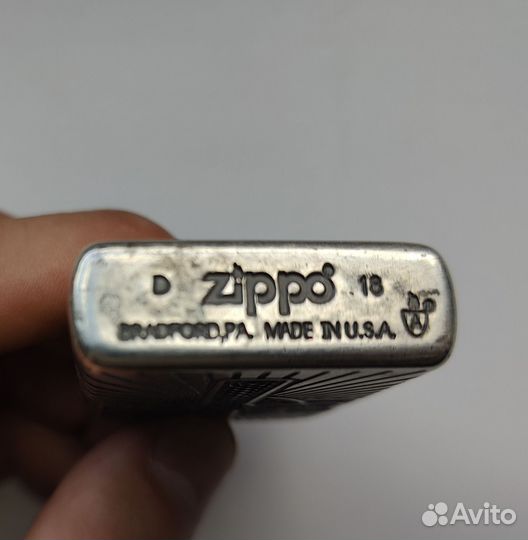 D zippo® 18
BRADFORD,PA. MADE IN U.S.A.
A
Avito